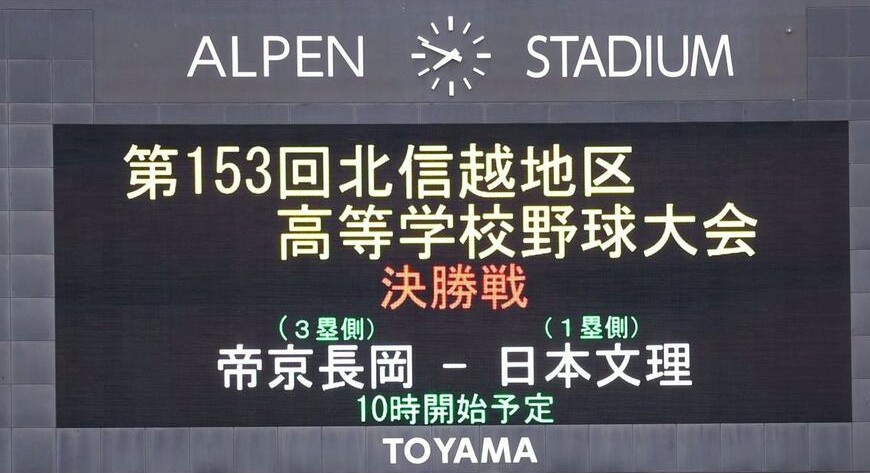 ALPEN STADIUM
第153回北信越地区
高等学校野球大会
決勝戦
(3塁側) (1塁側)
帝京長岡 - 日本文理
10時開始予定
TOYAMA